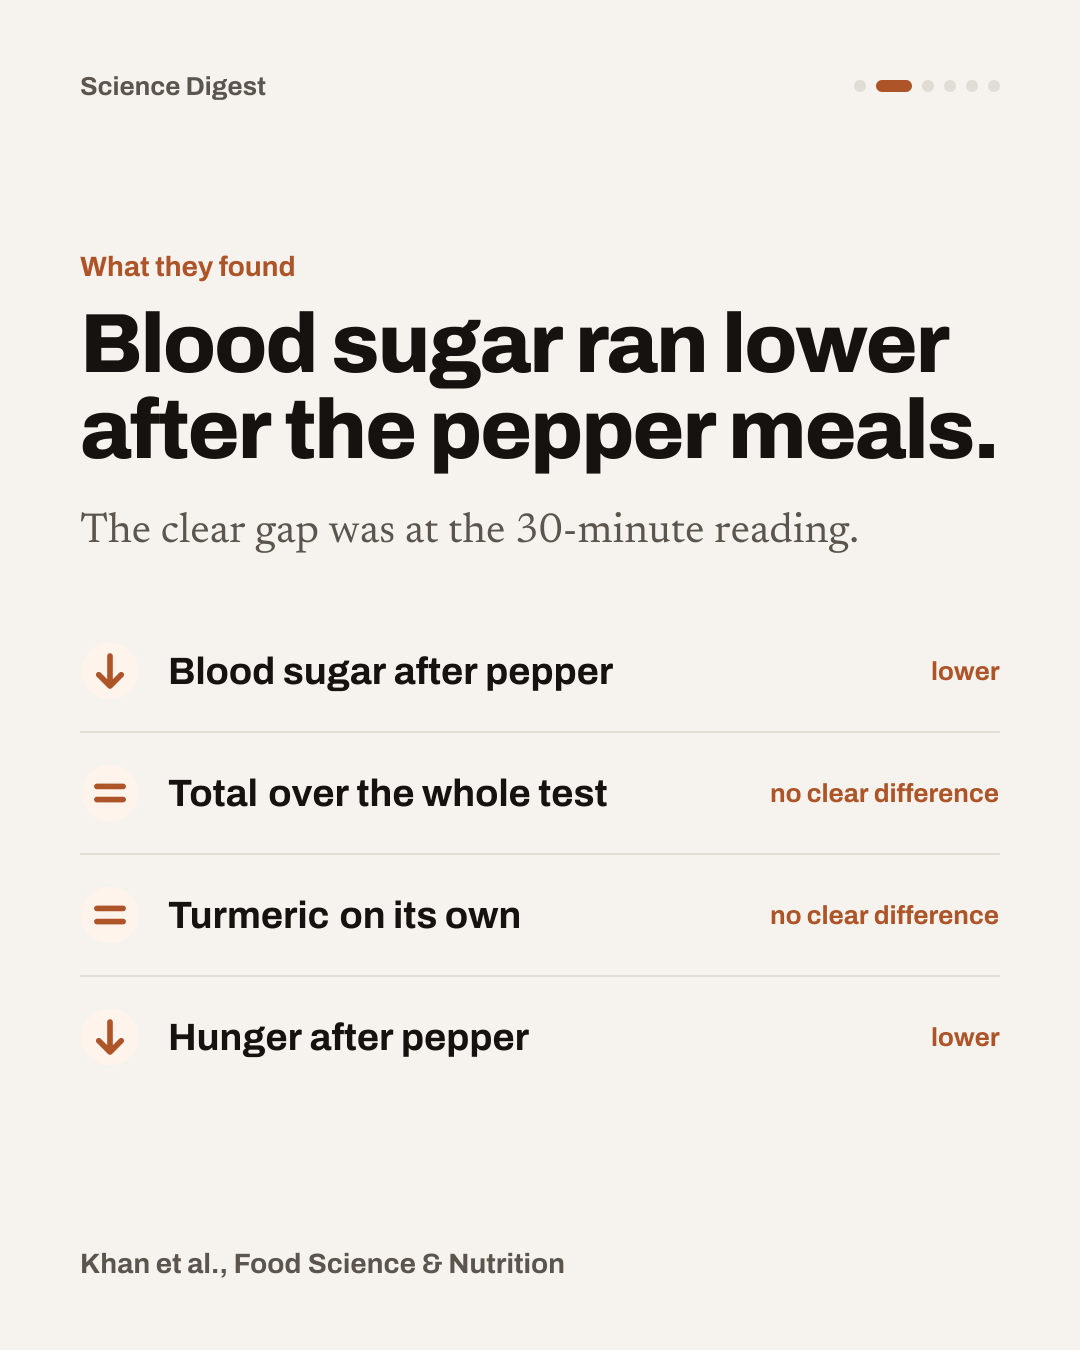 Science Digest
What they found
Blood sugar ran lower
after the pepper meals.
The clear gap was at the 30-minute reading.
Blood sugar after pepper
lower
Total over the whole test
no clear difference
Turmeric on its own
no clear difference
Hunger after pepper
lower
Khan et al., Food Science & Nutrition